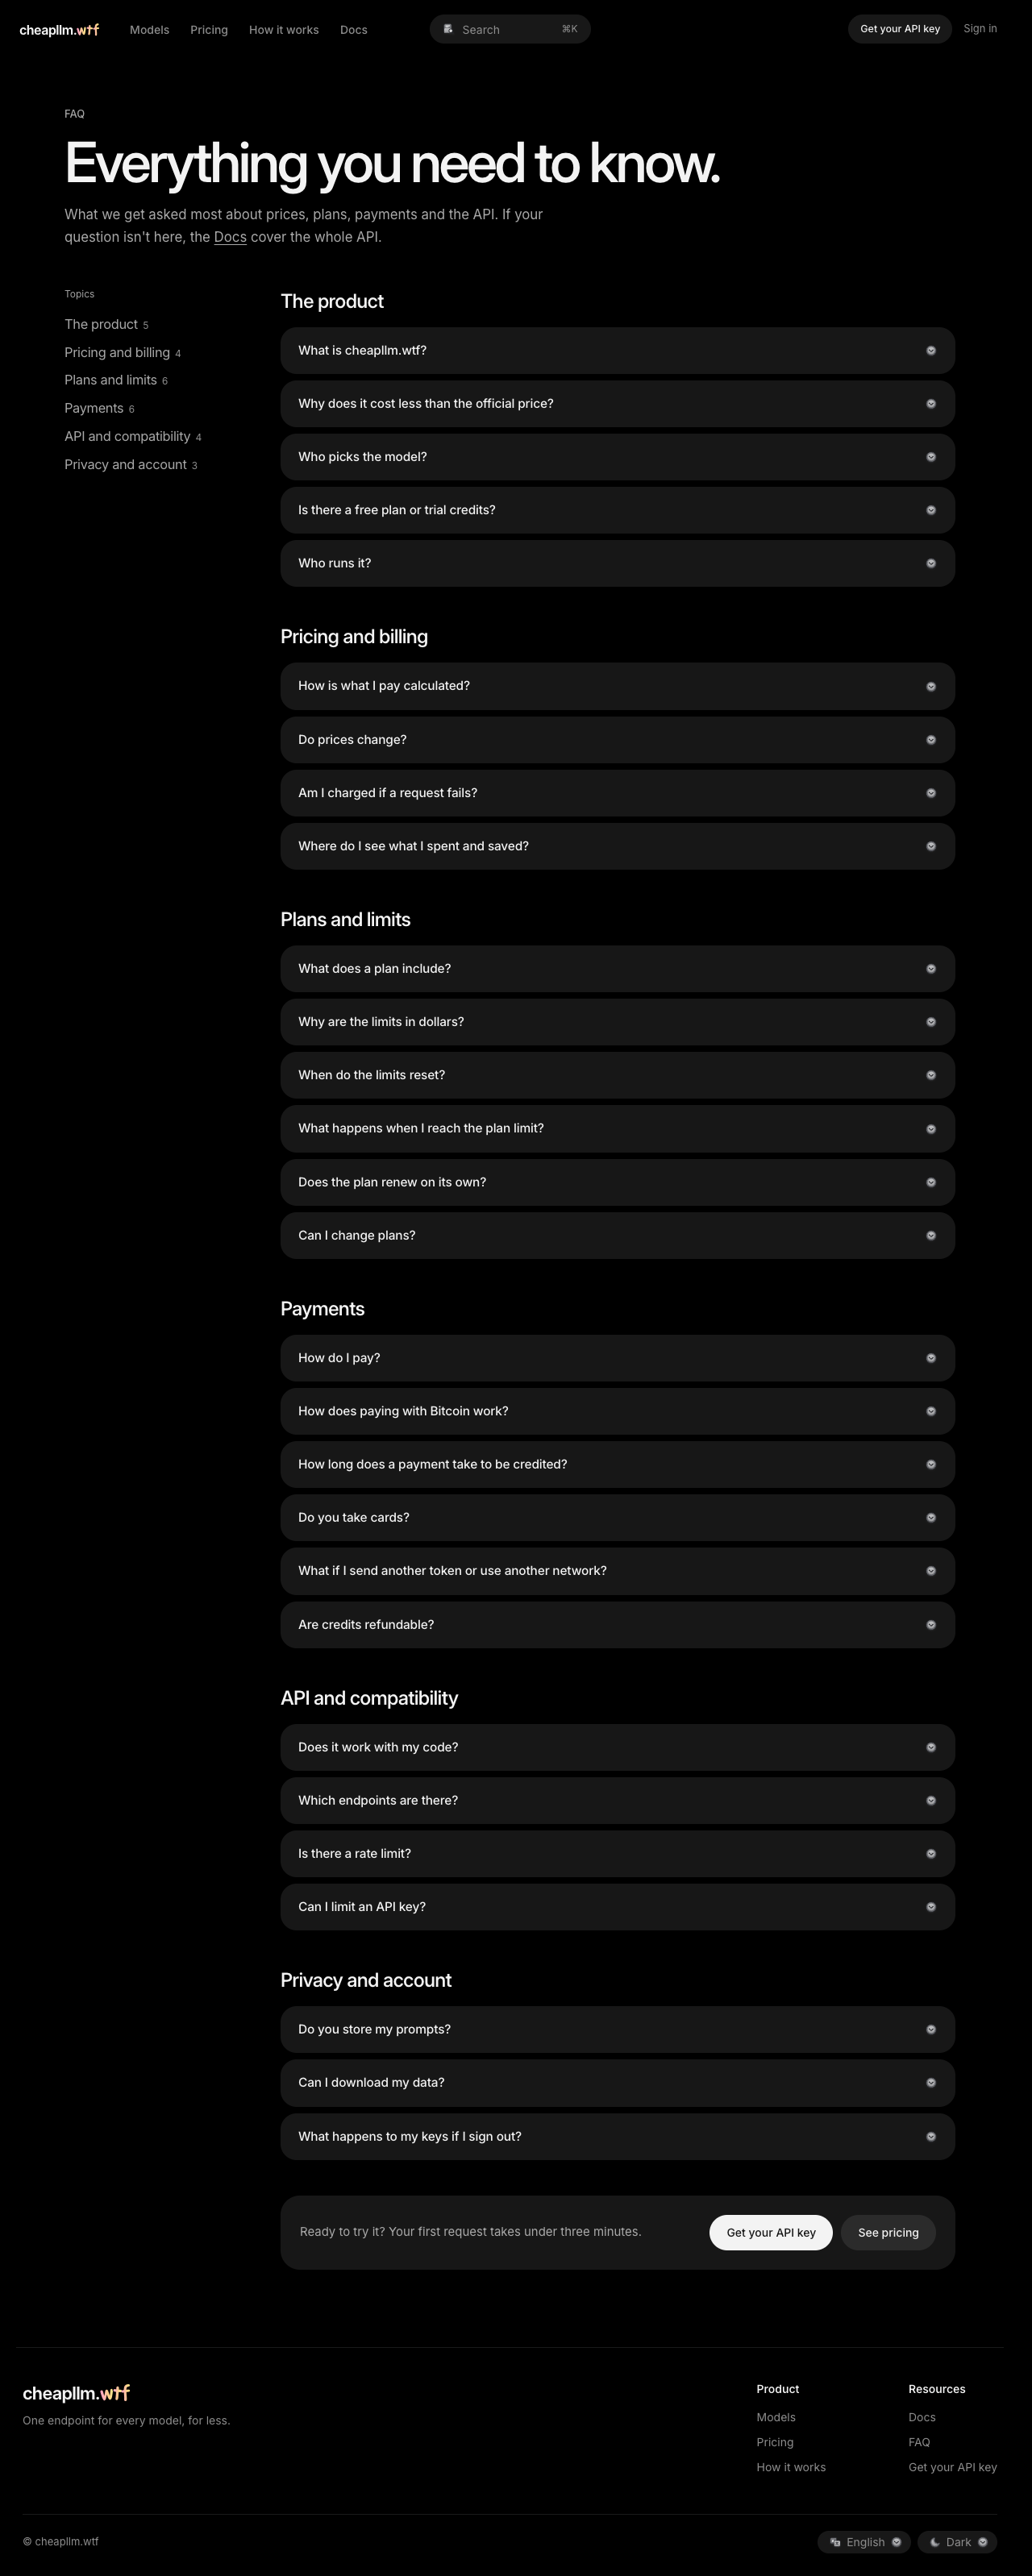 cheapllm.wtf
Models
Pricing
How it works
Docs
Search
⌘K
Get your API key
Sign in
FAQ
Everything you need to know.
What we get asked most about prices, plans, payments and the API. If your
question isn't here, the Docs cover the whole API.
Topics
The product 5
Pricing and billing 4
Plans and limits 6
Payments 6
API and compatibility 4
Privacy and account 3
The product
What is cheapllm.wtf?
Why does it cost less than the official price?
Who picks the model?
Is there a free plan or trial credits?
Who runs it?
Pricing and billing
How is what I pay calculated?
Do prices change?
Am I charged if a request fails?
Where do I see what I spent and saved?
Plans and limits
What does a plan include?
Why are the limits in dollars?
When do the limits reset?
What happens when I reach the plan limit?
Does the plan renew on its own?
Can I change plans?
Payments
How do I pay?
How does paying with Bitcoin work?
How long does a payment take to be credited?
Do you take cards?
What if I send another token or use another network?
Are credits refundable?
API and compatibility
Does it work with my code?
Which endpoints are there?
Is there a rate limit?
Can I limit an API key?
Privacy and account
Do you store my prompts?
Can I download my data?
What happens to my keys if I sign out?
Ready to try it? Your first request takes under three minutes.
Get your API key
See pricing
cheapllm.wtf
One endpoint for every model, for less.
Product
Models
Pricing
How it works
Resources
Docs
FAQ
Get your API key
© cheapllm.wtf
English
Dark